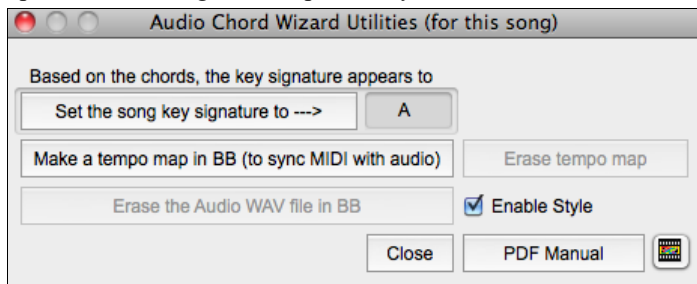 Audio Chord Wizard Utilities (for this song)
Based on the chords, the key signature appears to
Set the song key signature to ---> A
Make a tempo map in BB (to sync MIDI with audio) Erase tempo map
Erase the Audio WAV file in BB Enable Style
Close PDF Manual